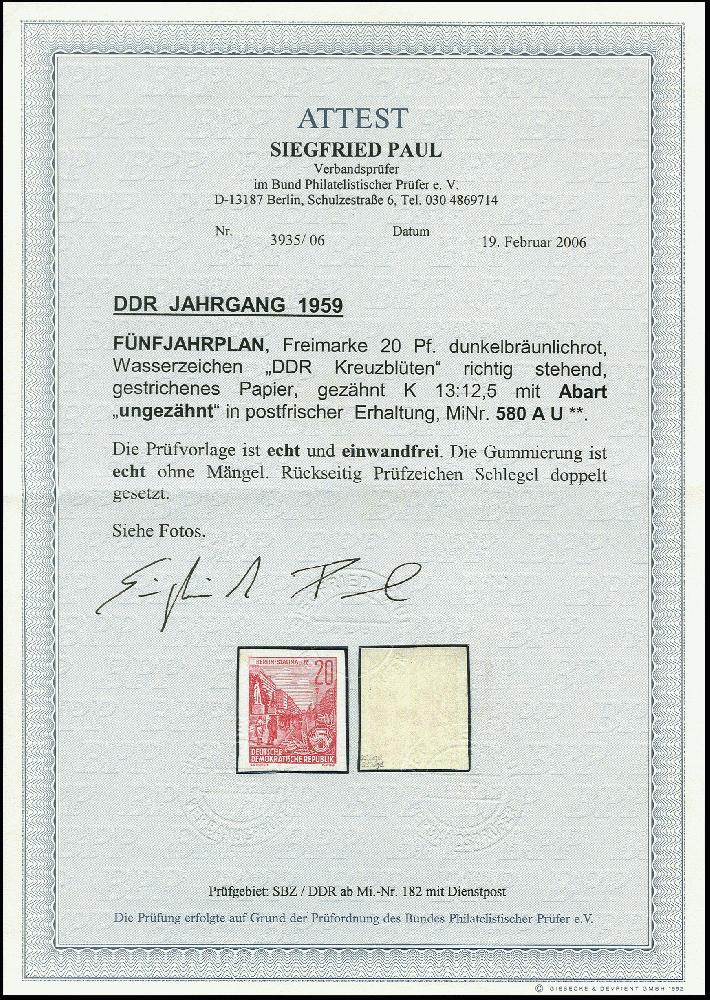 ATTEST
SIEGFRIED PAUL
Verbandsprüfer
im Bund Philatelistischer Prüfer e. V.
D-13187 Berlin, Schulzestraße 6, Tel. 030 4869714
Nr. 3935/06 Datum 19. Februar 2006
DDR JAHRGANG 1959
FÜNFJAHRPLAN, Freimarke 20 Pf. dunkelbräunlichrot,
Wasserzeichen „DDR Kreuzblüten“ richtig stehend,
gestrichenes Papier, gezähnt K 13:12,5 mit Abart
„ungezähnt“ in postfrischer Erhaltung, MiNr. 580 A U **.
Die Prüfvorlage ist echt und einwandfrei. Die Gummierung ist
echt ohne Mängel. Rückseitig Prüfzeichen Schlegel doppelt
gesetzt.
Siehe Fotos.
20
DEUTSCHE
DEMOKRATISCHE REPUBLIK
Prüfgebiet: SBZ / DDR ab Mi.-Nr. 182 mit Dienstpost
Die Prüfung erfolgte auf Grund der Prüfordnung des Bundes Philatelistischer Prüfer e.V.
© GIESECKE & DEVRIENT GMBH 1992